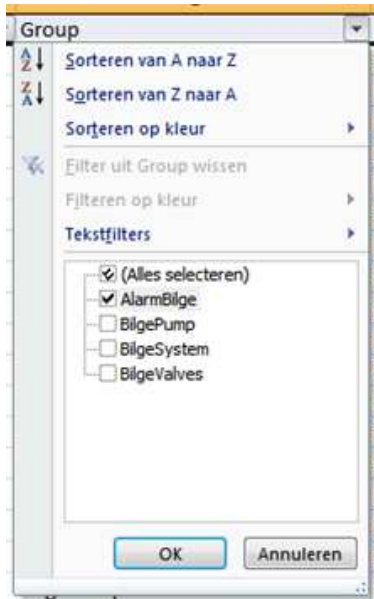 Group
Sorteren van A naar Z
Sorteren van Z naar A
Sorteren op kleur
Filter uit Group wissen
Filteren op kleur
Tekstfilters
(Alles selecteren)
AlarmBilge
BilgePump
BilgeSystem
BilgeValves
OK Annuleren